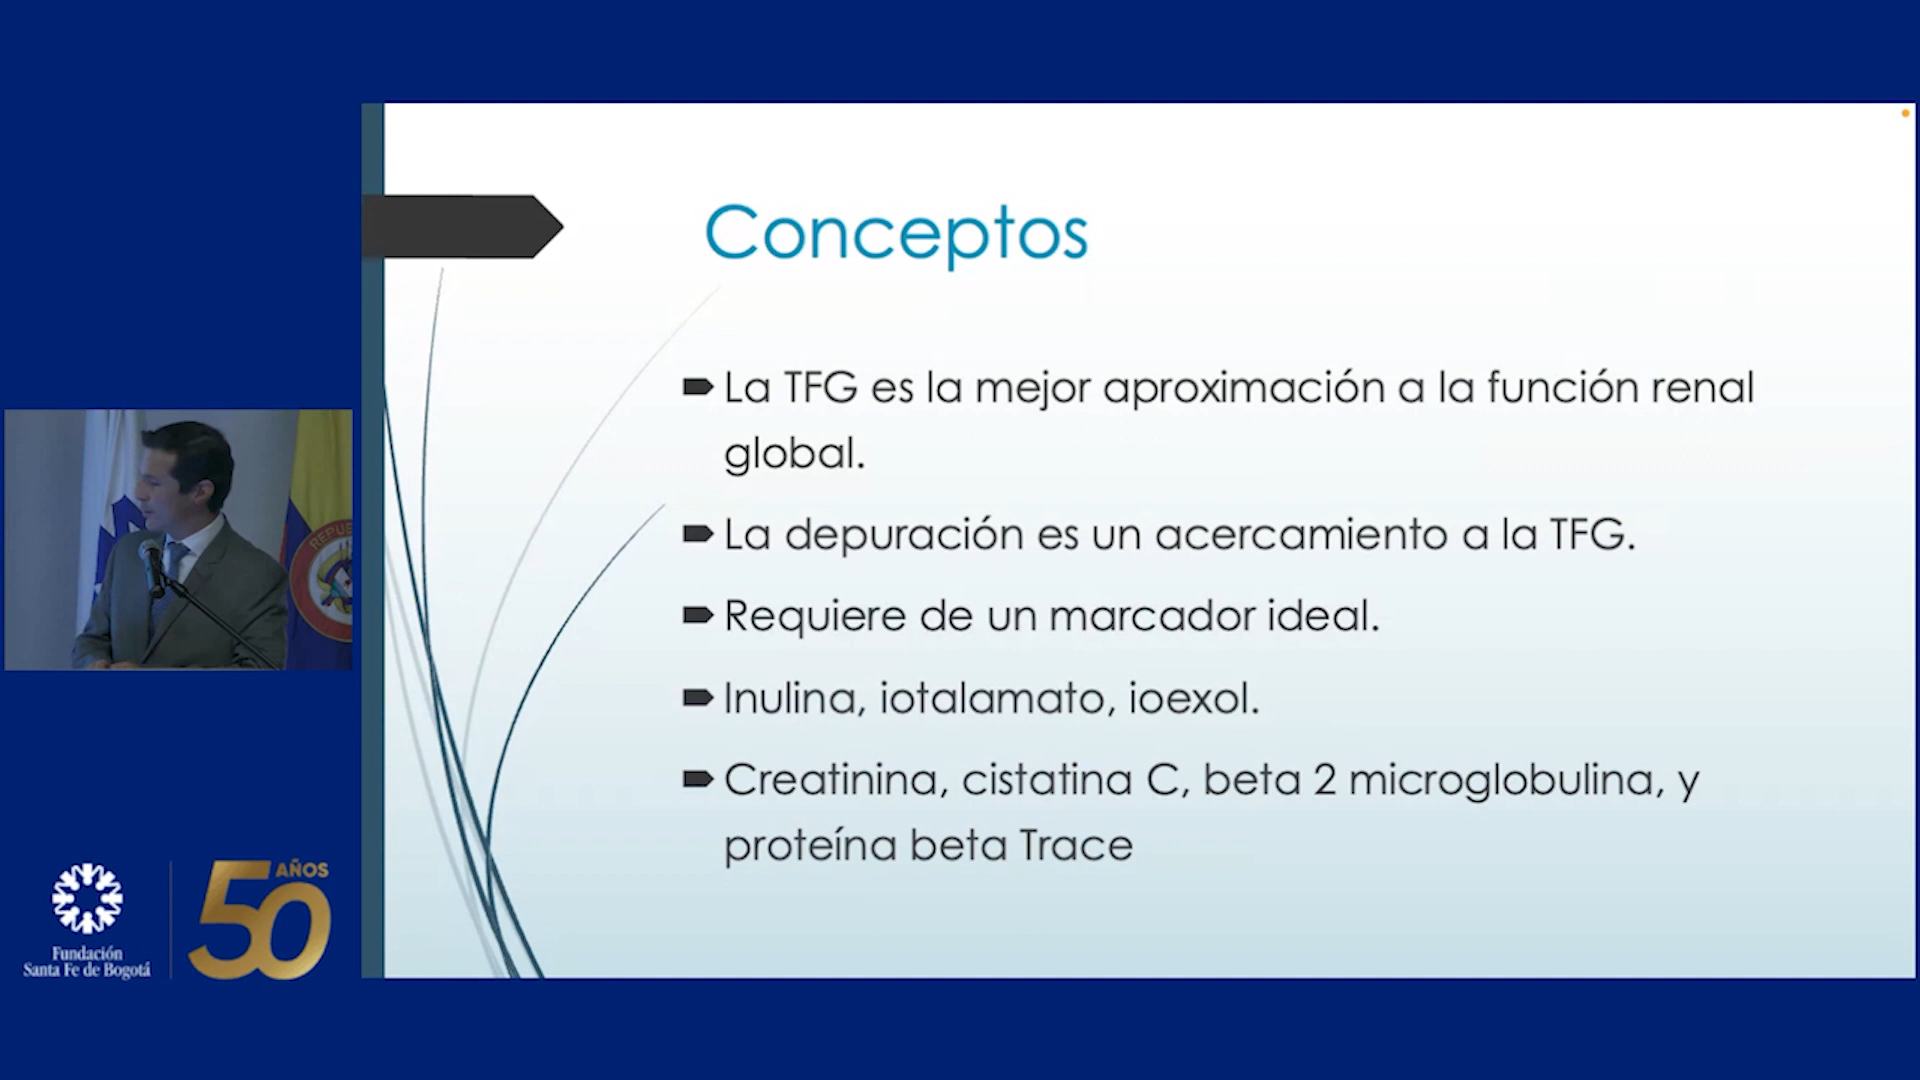 Conceptos
La TFG es la mejor aproximación a la función renal
global.
La depuración es un acercamiento a la TFG.
Requiere de un marcador ideal.
Inulina, iotalamato, ioexol.
Creatinina, cistatina C, beta 2 microglobulina, y
proteína beta Trace
REPUB
Fundación
Santa Fe de Bogotá
50 AÑOS